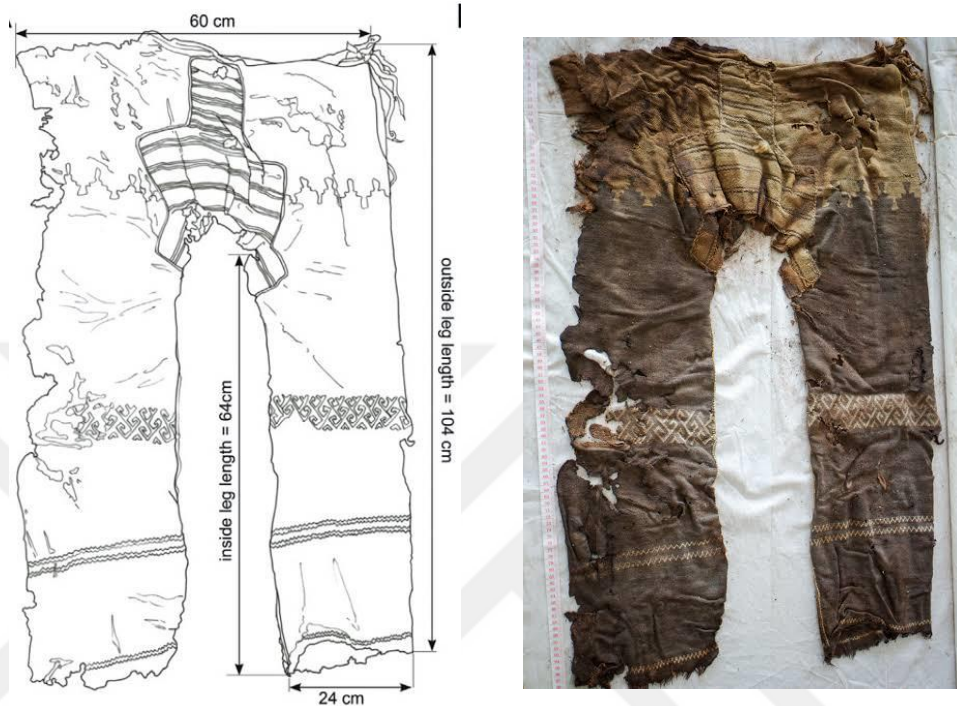 60 cm
outside leg length = 104 cm
inside leg length = 64cm
24 cm